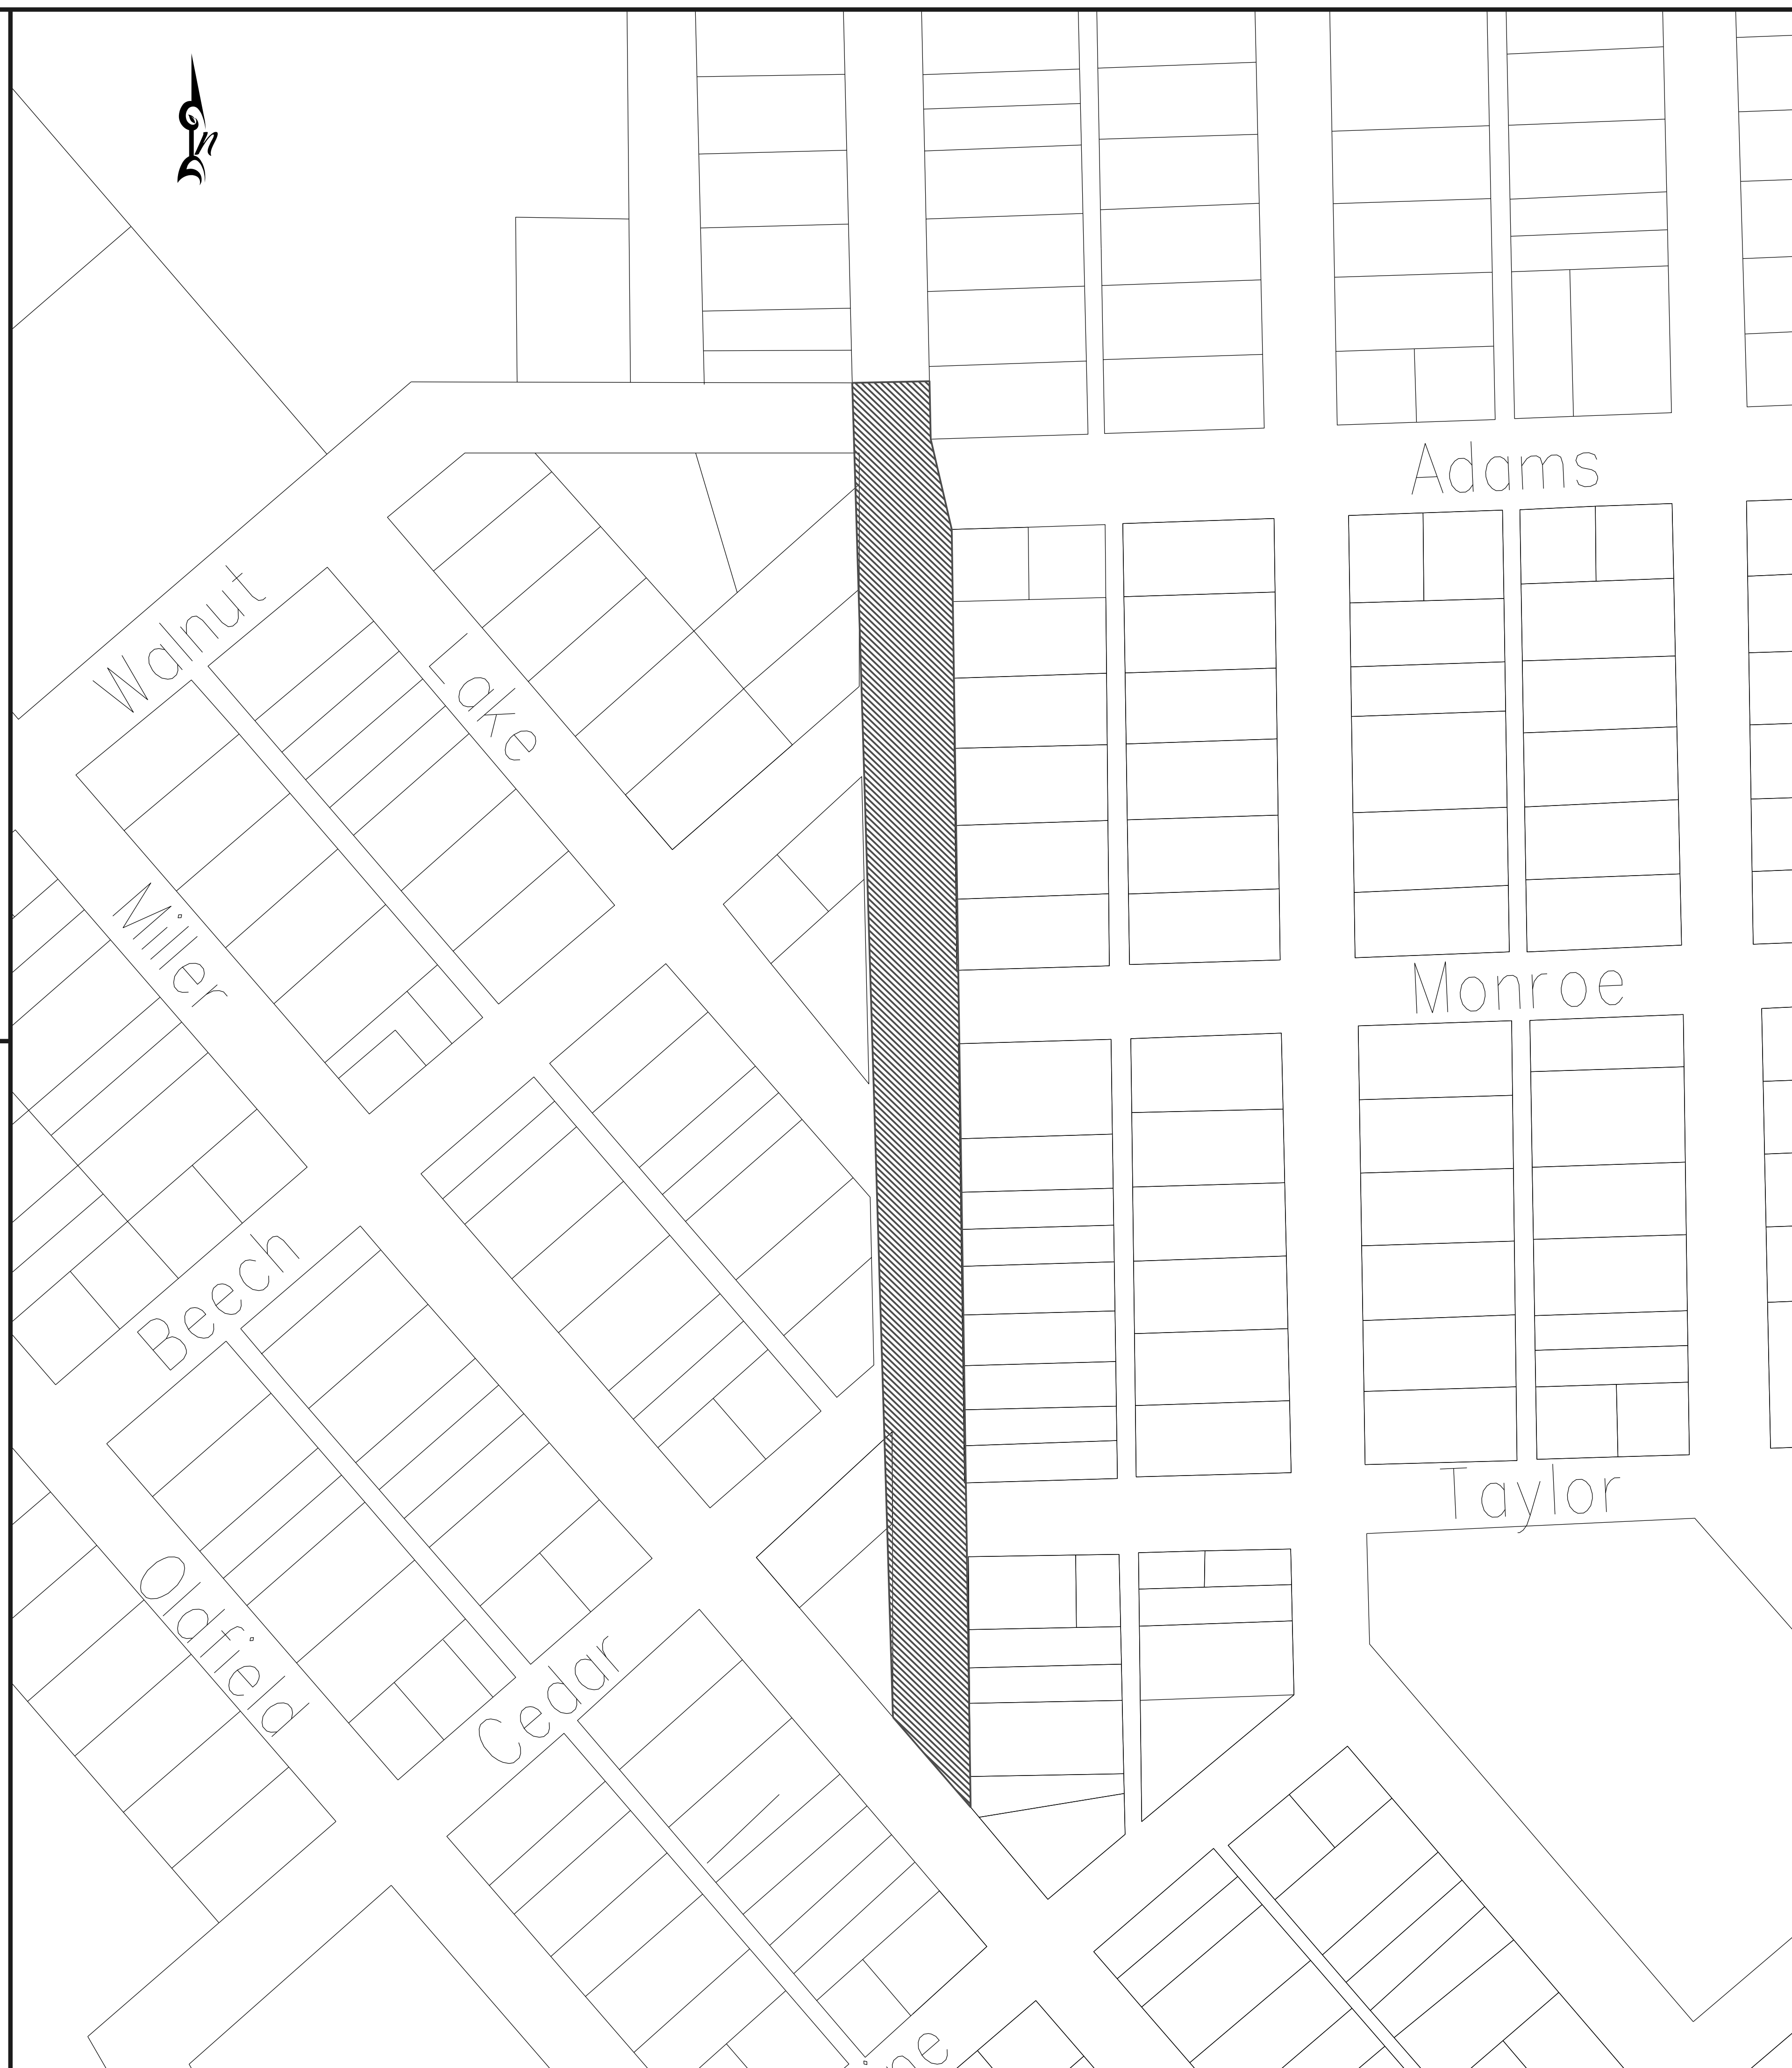 n
Adams
Walnut
Lake
Miller
Monroe
Beech
Taylor
Oldfield
Cedar